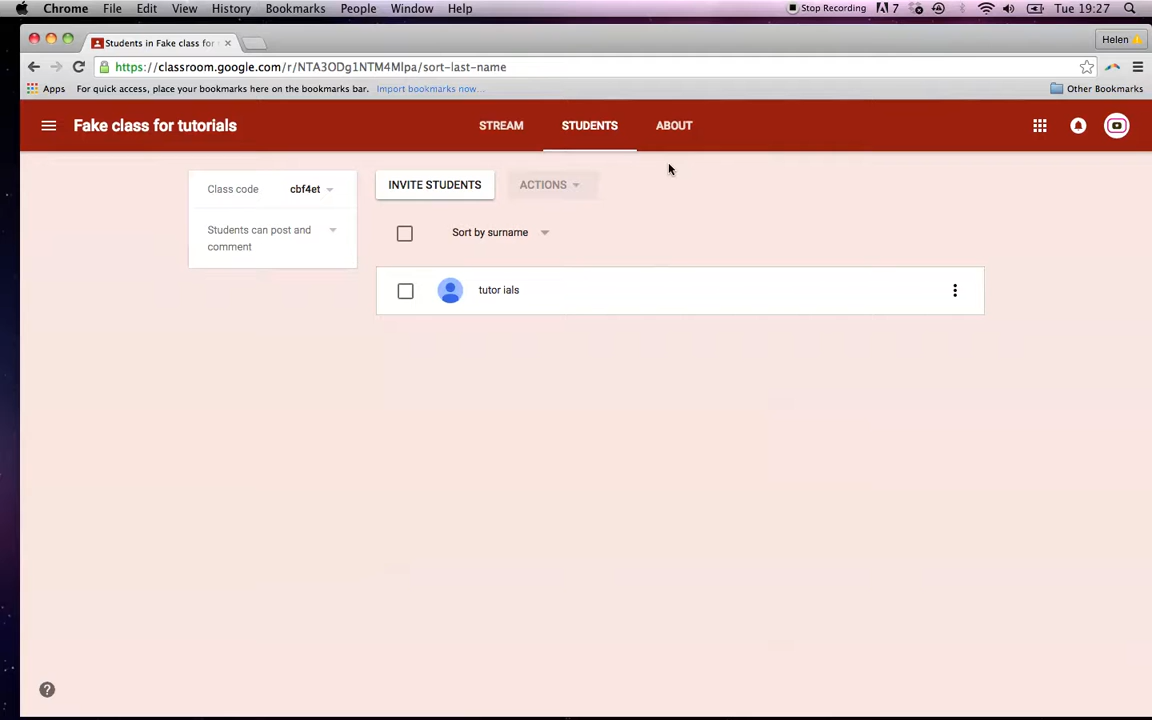 Chrome File Edit View History Bookmarks People Window Help Stop Recording 7 Tue 19:27
Students in Fake class for Helen
https://classroom.google.com/r/NTA3ODg1NTM4Mlpa/sort-last-name
Apps For quick access, place your bookmarks here on the bookmarks bar. Import bookmarks now... Other Bookmarks
Fake class for tutorials STREAM STUDENTS ABOUT
Class code cbf4et INVITE STUDENTS ACTIONS
Students can post and
comment
Sort by surname
tutor ials
?